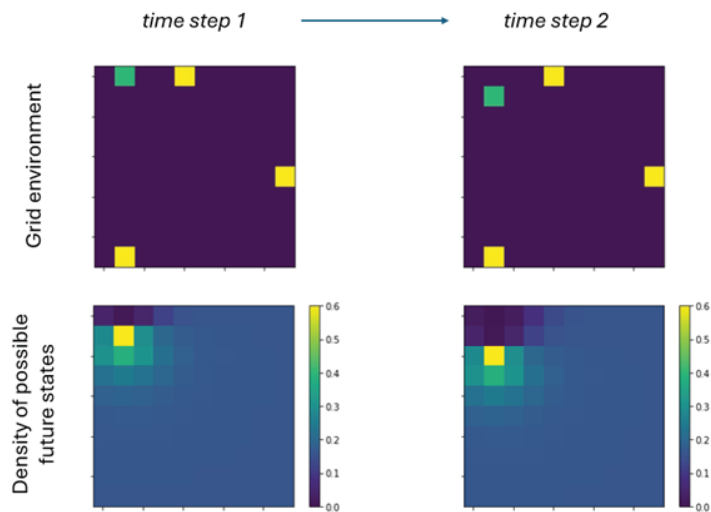 time step 1
time step 2
Grid environment
Density of possible
future states
0.6
0.5
0.4
0.3
0.2
0.1
0.0
0.6
0.5
0.4
0.3
0.2
0.1
0.0